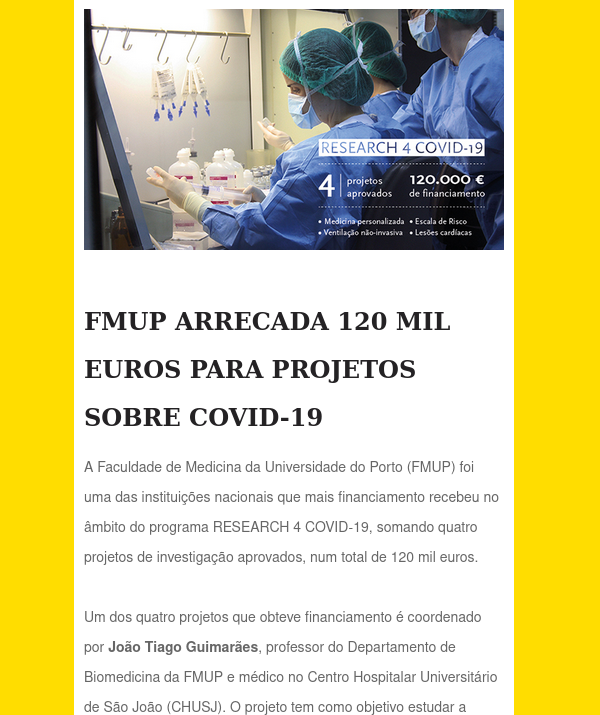 RESEARCH 4 COVID-19
4 projetos aprovados
120.000 € de financiamento
• Medicina personalizada • Escala de Risco
• Ventilação não-invasiva • Lesões cardíacas
FMUP ARRECADA 120 MIL
EUROS PARA PROJETOS
SOBRE COVID-19
A Faculdade de Medicina da Universidade do Porto (FMUP) foi
uma das instituições nacionais que mais financiamento recebeu no
âmbito do programa RESEARCH 4 COVID-19, somando quatro
projetos de investigação aprovados, num total de 120 mil euros.
Um dos quatro projetos que obteve financiamento é coordenado
por João Tiago Guimarães, professor do Departamento de
Biomedicina da FMUP e médico no Centro Hospitalar Universitário
de São João (CHUSJ). O projeto tem como objetivo estudar a